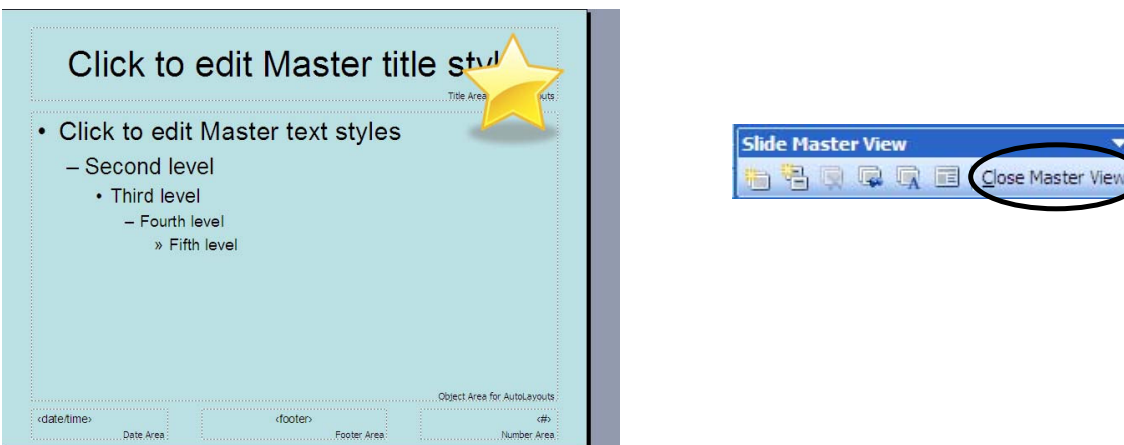 Click to edit Master title styl
Title Area uts
• Click to edit Master text styles
– Second level
• Third level
– Fourth level
» Fifth level
Object Area for AutoLayouts
<date/time>
Date Area
<footer>
Footer Area
<#>
Number Area
Slide Master View
Close Master View